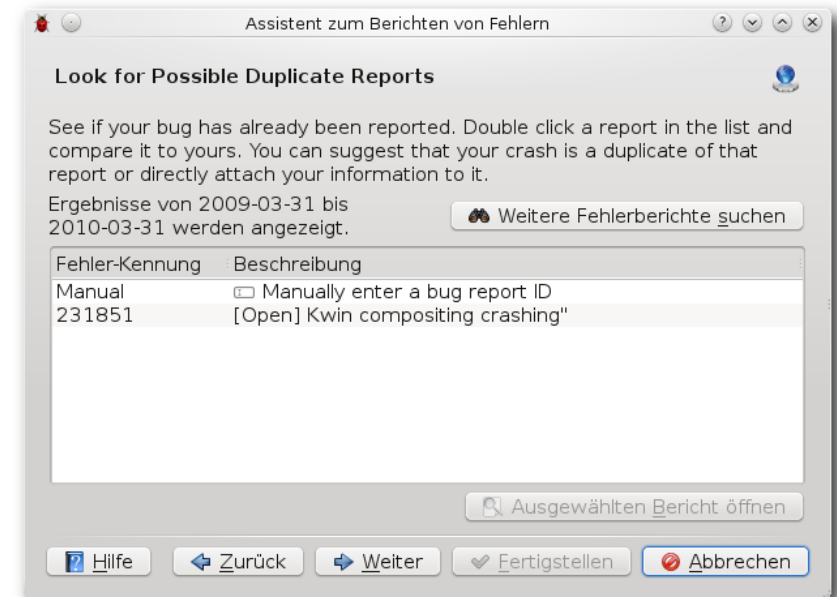 Assistent zum Berichten von Fehlern
Look for Possible Duplicate Reports
See if your bug has already been reported. Double click a report in the list and
compare it to yours. You can suggest that your crash is a duplicate of that
report or directly attach your information to it.
Ergebnisse von 2009-03-31 bis
2010-03-31 werden angezeigt.
Weitere Fehlerberichte suchen
Fehler-Kennung Beschreibung
Manual Manually enter a bug report ID
231851 [Open] Kwin compositing crashing"
Ausgewählten Bericht öffnen
Hilfe Zurück Weiter Fertigstellen Abbrechen